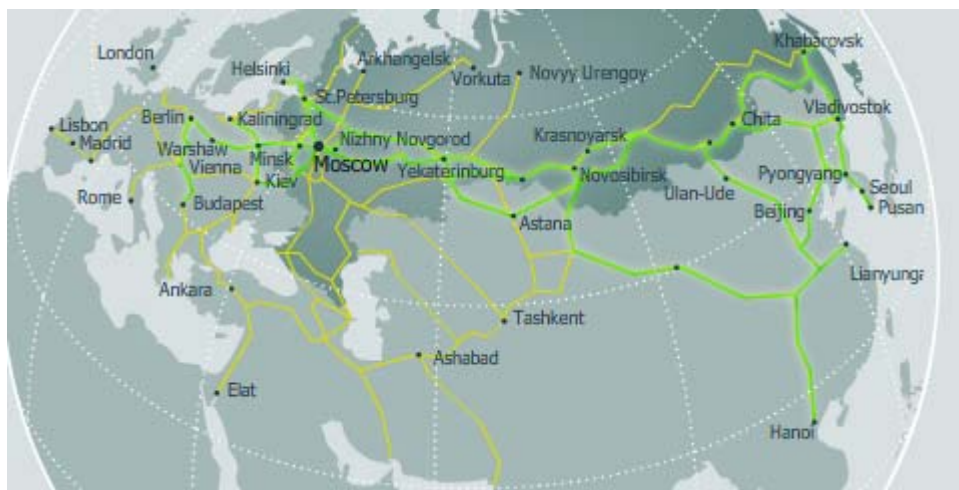 London
Helsinki
Arkhangelsk
Vorkuta
Novyy Urengoy
Khabarovsk
St.Petersburg
Lisbon
Madrid
Berlin
Kaliningrad
Nizhny Novgorod
Krasnoyarsk
Chita
Vladivostok
Warshaw
Vienna
Minsk
Moscow
Yekaterinburg
Novosibirsk
Pyongyang
Rome
Kiev
Budapest
Astana
Ulan-Ude
Beijing
Seoul
Pusan
Ankara
Tashkent
Lianyunga
Ashabad
Elat
Hanoi